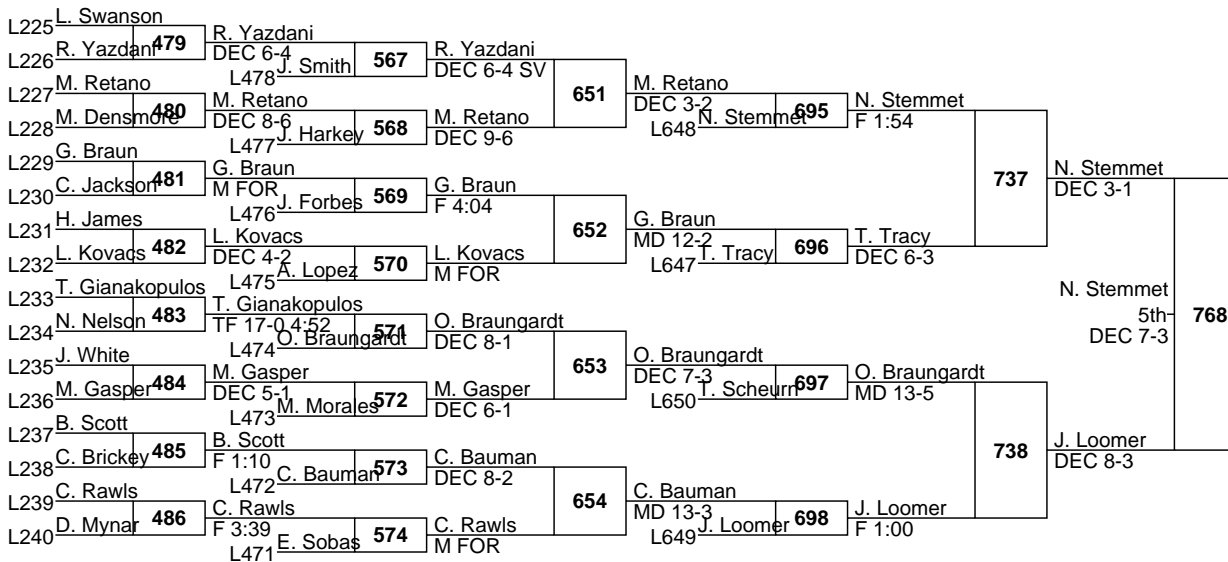 L225 L. Swanson
479
L226 R. Yazdani
R. Yazdani
DEC 6-4
L227 M. Retano
480
L228 M. Densmore
M. Retano
DEC 8-6
L229 G. Braun
481
L230 C. Jackson
G. Braun
M FOR
L231 H. James
482
L232 L. Kovacs
L. Kovacs
DEC 4-2
L233 T. Gianakopulos
483
L234 N. Nelson
T. Gianakopulos
TF 17-0 4:52
L235 J. White
484
L236 M. Gasper
M. Gasper
DEC 5-1
L237 B. Scott
485
L238 C. Brickey
B. Scott
F 1:10
L239 C. Rawls
486
L240 D. Mynar
C. Rawls
F 3:39
L478 J. Smith
567
R. Yazdani
DEC 6-4 SV
L477 J. Harkey
568
M. Retano
DEC 9-6
L476 J. Forbes
569
G. Braun
F 4:04
L475 A. Lopez
570
L. Kovacs
M FOR
L474 O. Braungardt
571
O. Braungardt
DEC 8-1
L473 M. Morales
572
M. Gasper
DEC 6-1
L472 C. Bauman
573
C. Bauman
DEC 8-2
L471 E. Sobas
574
C. Rawls
M FOR
651
M. Retano
DEC 3-2
652
G. Braun
MD 12-2
653
O. Braungardt
DEC 7-3
654
C. Bauman
MD 13-3
L648 N. Stemmet
695
N. Stemmet
F 1:54
L647 T. Tracy
696
T. Tracy
DEC 6-3
L650 T. Scheurn
697
O. Braungardt
MD 13-5
L649 J. Loomer
698
J. Loomer
F 1:00
737
N. Stemmet
DEC 3-1
738
J. Loomer
DEC 8-3
N. Stemmet
5th
DEC 7-3
768